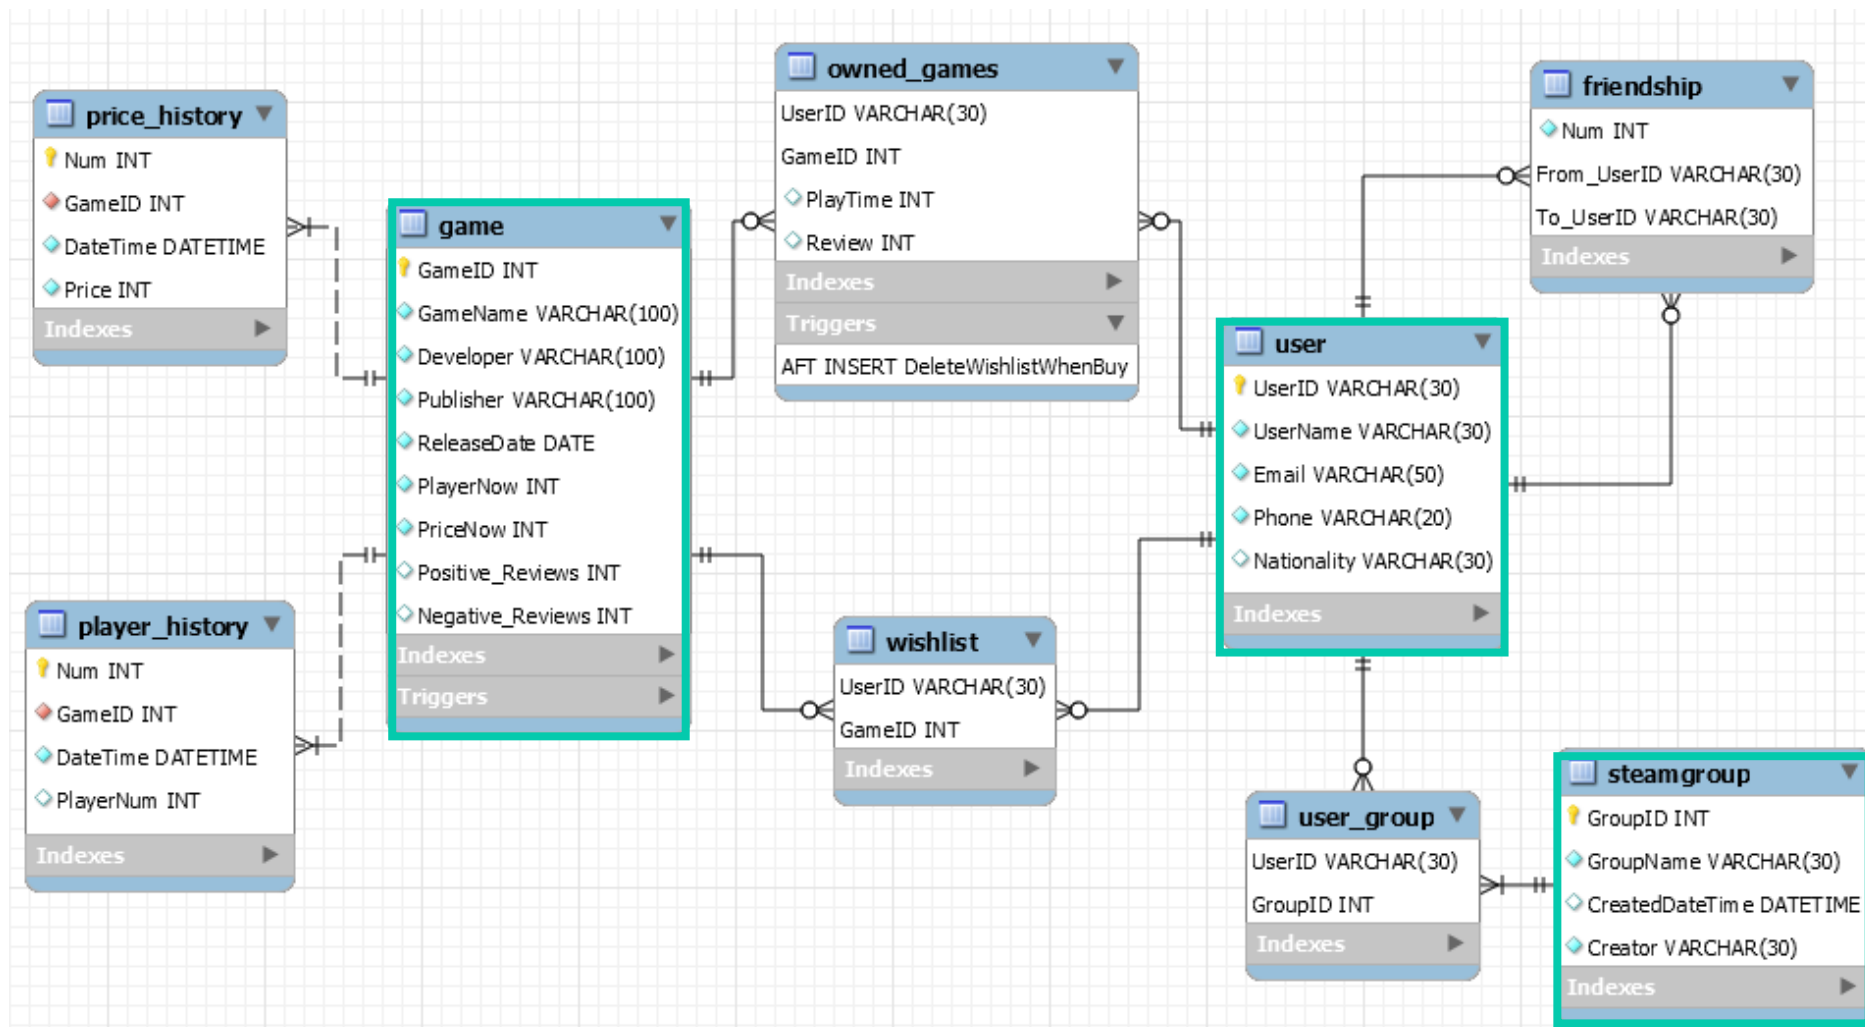 price_history
Num INT
GameID INT
DateTime DATETIME
Price INT
Indexes
game
GameID INT
GameName VARCHAR(100)
Developer VARCHAR(100)
Publisher VARCHAR(100)
ReleaseDate DATE
PlayerNow INT
PriceNow INT
Positive_Reviews INT
Negative_Reviews INT
Indexes
Triggers
player_history
Num INT
GameID INT
DateTime DATETIME
PlayerNum INT
Indexes
owned_games
UserID VARCHAR(30)
GameID INT
PlayTime INT
Review INT
Indexes
Triggers
AFT INSERT DeleteWishlistWhenBuy
wishlist
UserID VARCHAR(30)
GameID INT
Indexes
friendship
Num INT
From_UserID VARCHAR(30)
To_UserID VARCHAR(30)
Indexes
user
UserID VARCHAR(30)
UserName VARCHAR(30)
Email VARCHAR(50)
Phone VARCHAR(20)
Nationality VARCHAR(30)
Indexes
user_group
UserID VARCHAR(30)
GroupID INT
Indexes
steamgroup
GroupID INT
GroupName VARCHAR(30)
CreatedDateTime DATETIME
Creator VARCHAR(30)
Indexes